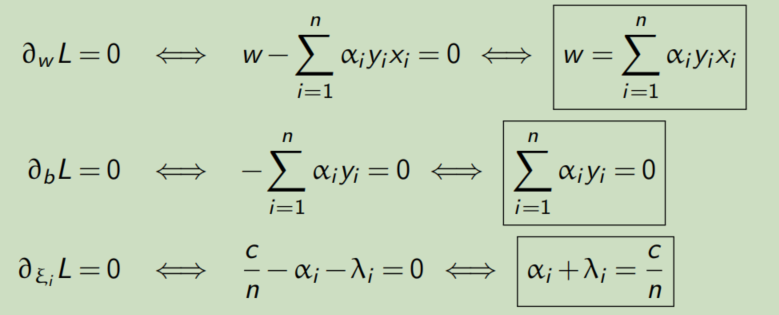 ∂_w L = 0 ⟺ w − ∑_{i=1}^{n} α_i y_i x_i = 0 ⟺ w = ∑_{i=1}^{n} α_i y_i x_i
∂_b L = 0 ⟺ − ∑_{i=1}^{n} α_i y_i = 0 ⟺ ∑_{i=1}^{n} α_i y_i = 0
∂_{ξ_i} L = 0 ⟺ c/n − α_i − λ_i = 0 ⟺ α_i + λ_i = c/n